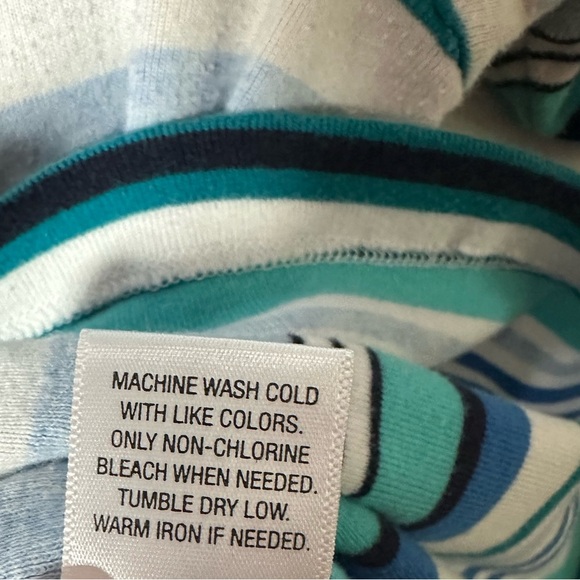 MACHINE WASH COLD
WITH LIKE COLORS.
ONLY NON-CHLORINE
BLEACH WHEN NEEDED.
TUMBLE DRY LOW.
WARM IRON IF NEEDED.